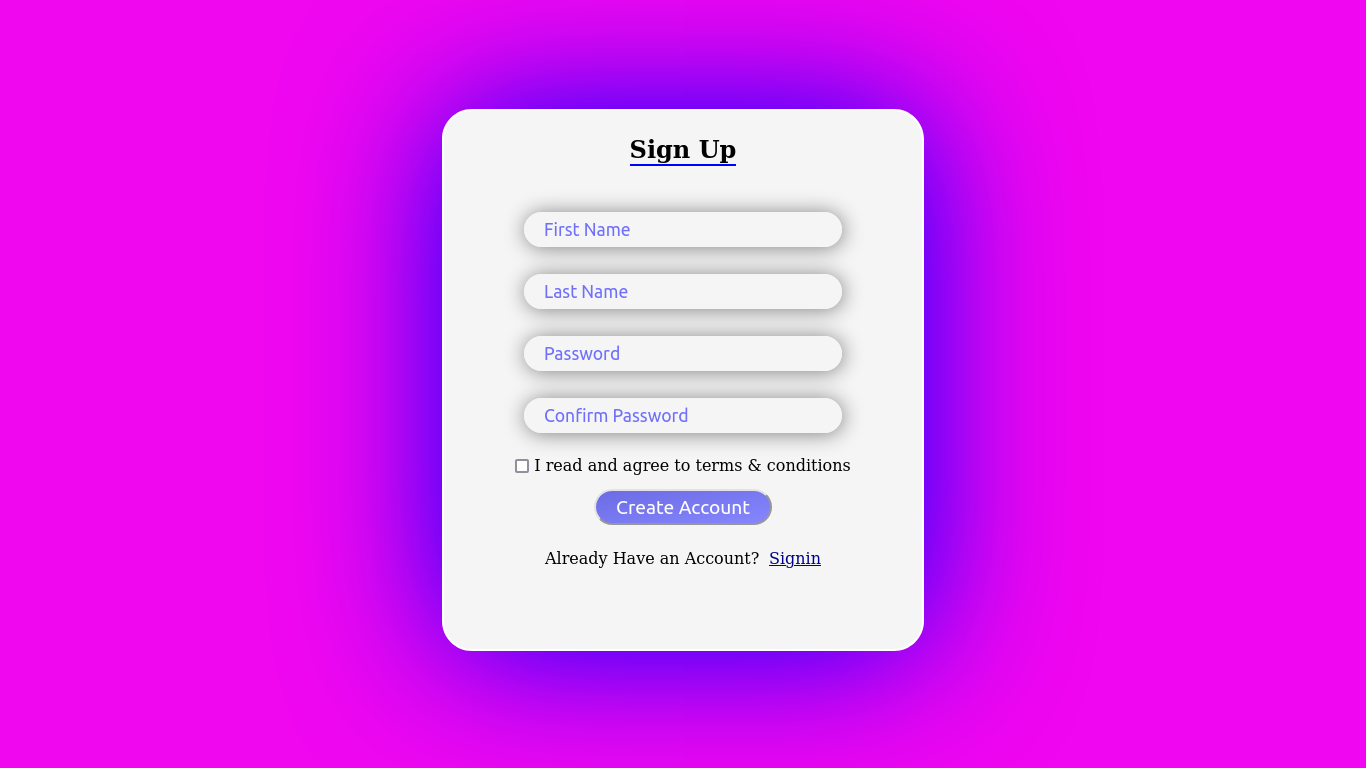 Sign Up
First Name
Last Name
Password
Confirm Password
I read and agree to terms & conditions
Create Account
Already Have an Account? Signin